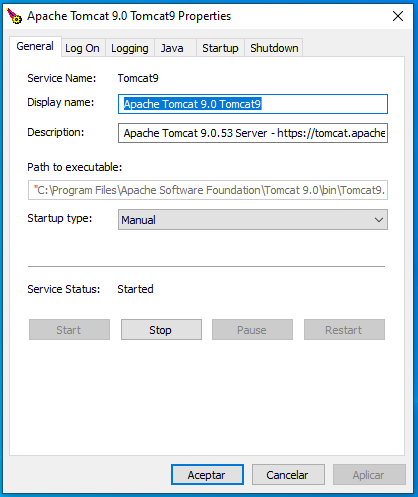 Apache Tomcat 9.0 Tomcat9 Properties
General Log On Logging Java Startup Shutdown
Service Name: Tomcat9
Display name: Apache Tomcat 9.0 Tomcat9
Description: Apache Tomcat 9.0.53 Server - https://tomcat.apache
Path to executable:
"C:\Program Files\Apache Software Foundation\Tomcat 9.0\bin\Tomcat9.
Startup type: Manual
Service Status: Started
Start Stop Pause Restart
Aceptar Cancelar Aplicar